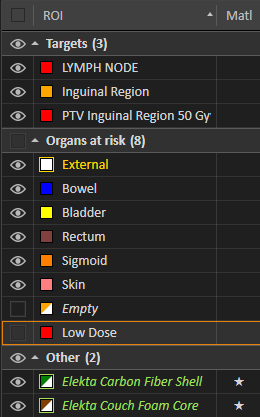 ROI Matl
Targets (3)
LYMPH NODE
Inguinal Region
PTV Inguinal Region 50 Gy
Organs at risk (8)
External
Bowel
Bladder
Rectum
Sigmoid
Skin
Empty
Low Dose
Other (2)
Elekta Carbon Fiber Shell ★
Elekta Couch Foam Core ★